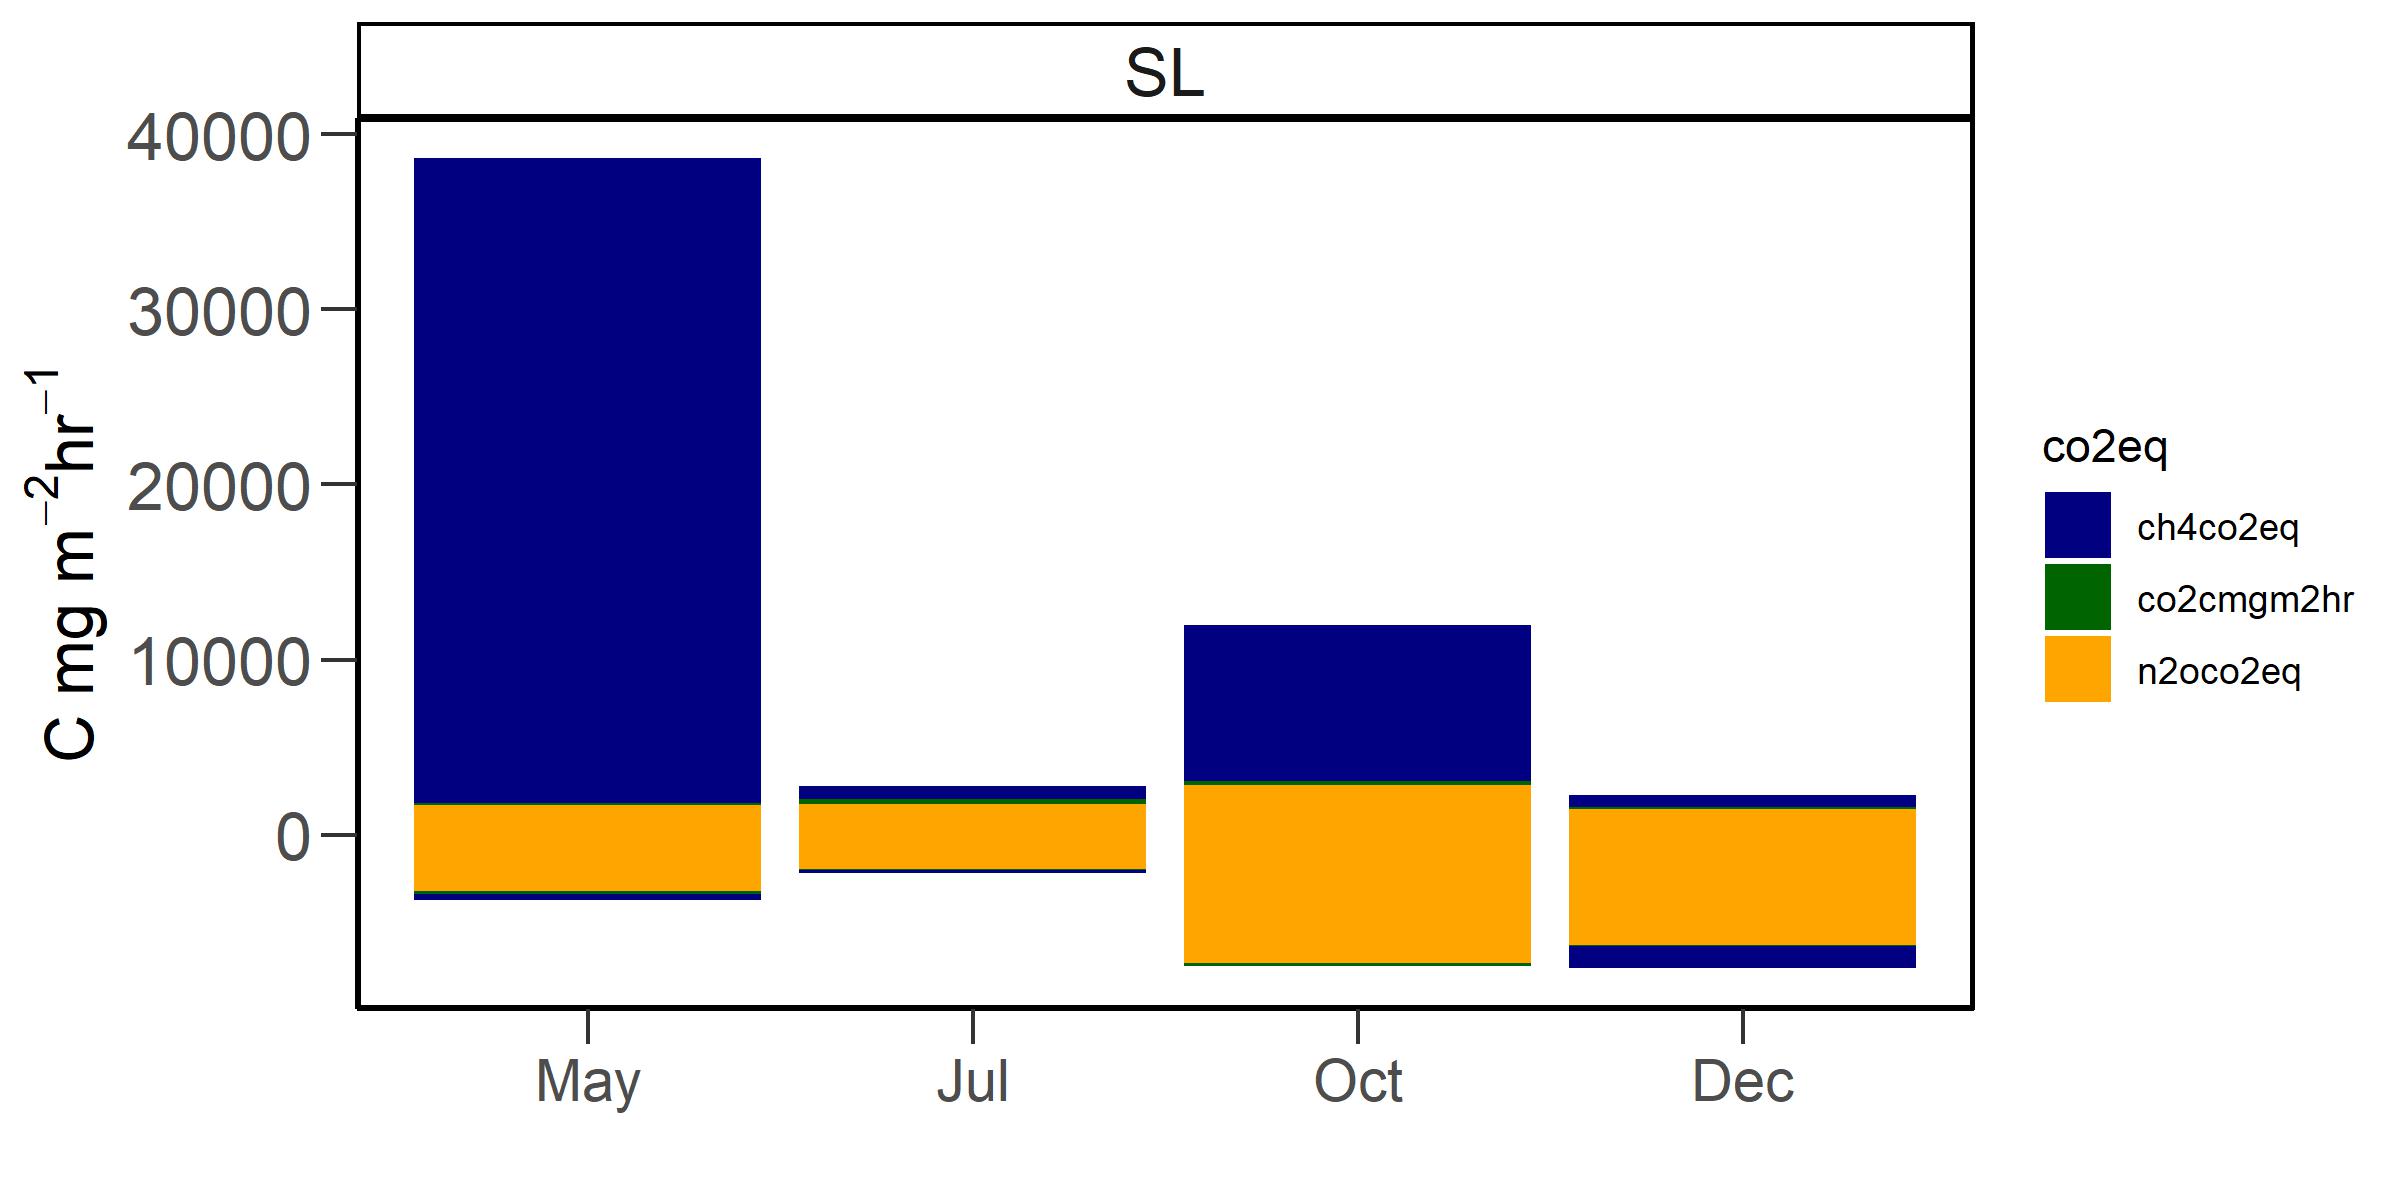 SL
40000
30000
20000
10000
0
C mg m⁻²hr⁻¹
May Jul Oct Dec
co2eq
ch4co2eq
co2cmgm2hr
n2oco2eq